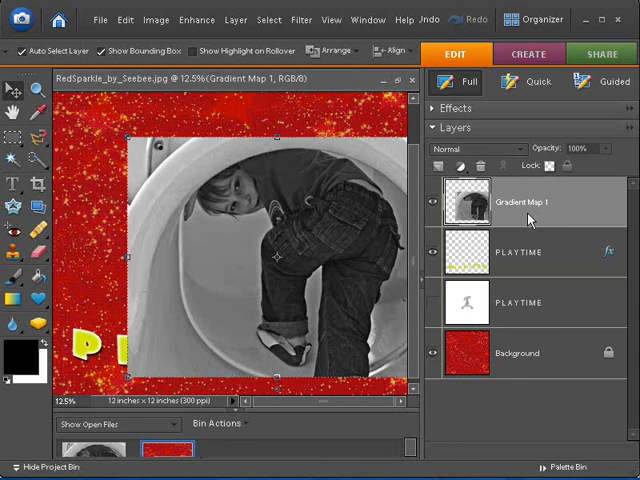 File Edit Image Enhance Layer Select Filter View Window Help Undo Redo Organizer
Auto Select Layer Show Bounding Box Show Highlight on Rollover Arrange Align EDIT CREATE SHARE
RedSparkle_by_Seebee.jpg @ 12.5%(Gradient Map 1, RGB/8)
Full Quick Guided
Effects
Layers
Normal Opacity: 100%
Lock:
Gradient Map 1
PLAYTIME
fx
PLAYTIME
P
Background
12.5% 12 inches x 12 inches (300 ppi)
Show Open Files Bin Actions
Hide Project Bin Palette Bin